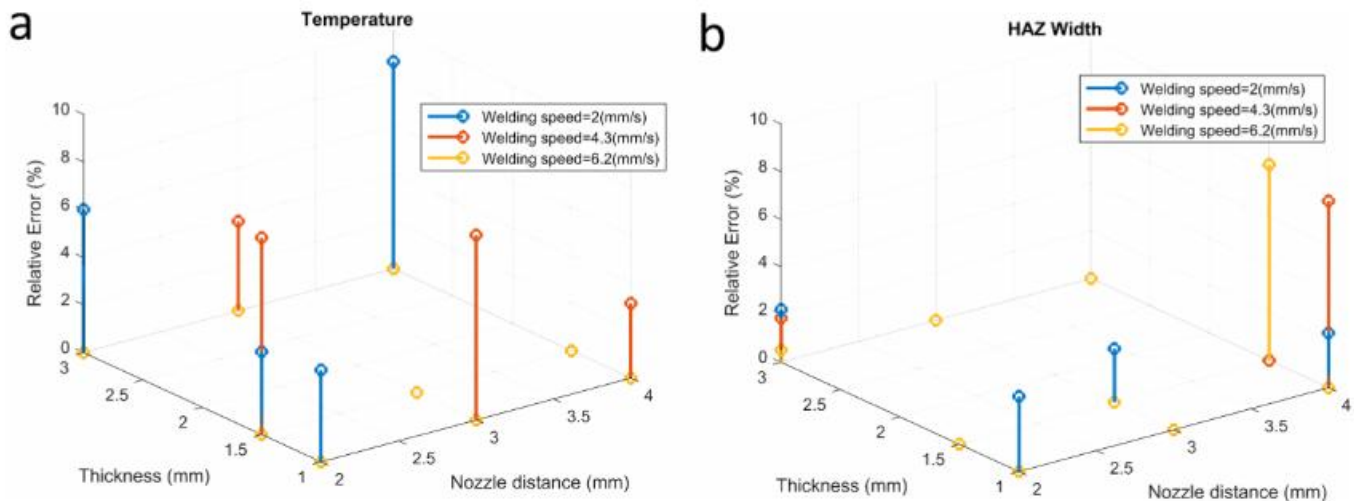 a
Temperature
Welding speed=2(mm/s)
Welding speed=4.3(mm/s)
Welding speed=6.2(mm/s)
Relative Error (%)
10
8
6
4
2
0
3
2.5
2
1.5
1
Thickness (mm)
2
2.5
3
3.5
4
Nozzle distance (mm)
b
HAZ Width
Welding speed=2(mm/s)
Welding speed=4.3(mm/s)
Welding speed=6.2(mm/s)
Relative Error (%)
10
8
6
4
2
0
3
2.5
2
1.5
1
Thickness (mm)
2
2.5
3
3.5
4
Nozzle distance (mm)